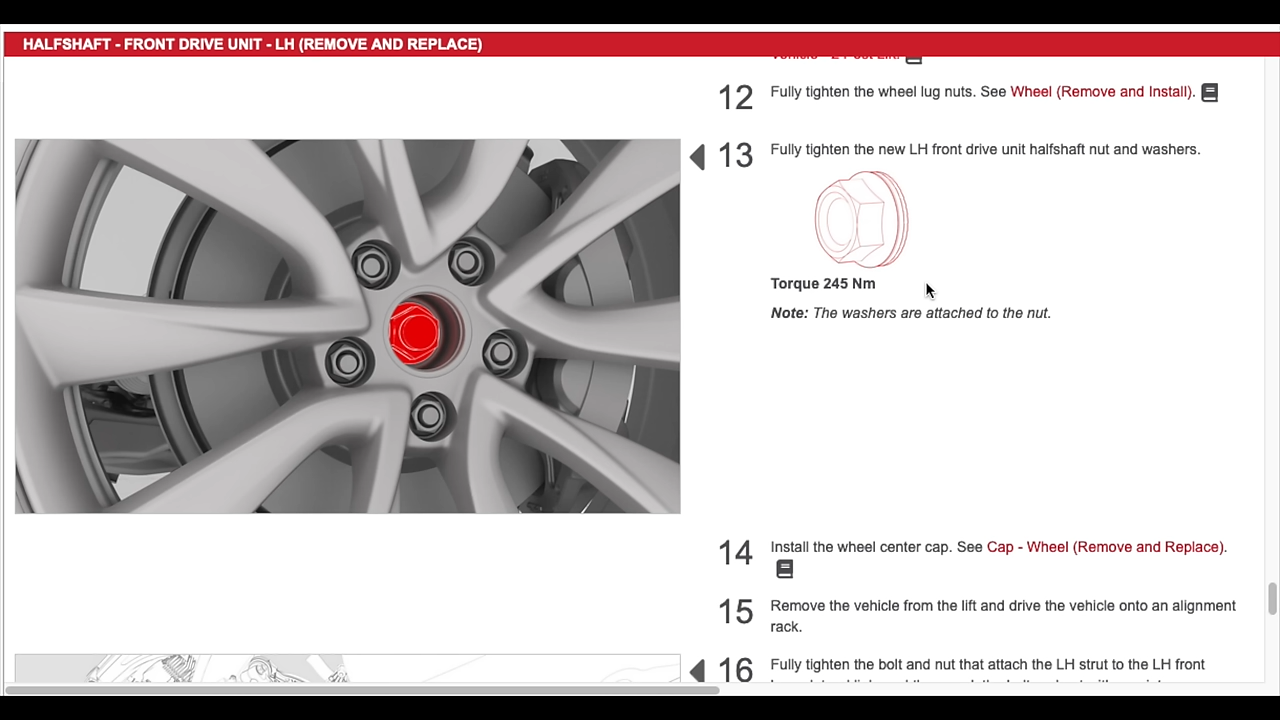 HALFSHAFT - FRONT DRIVE UNIT - LH (REMOVE AND REPLACE)
12 Fully tighten the wheel lug nuts. See Wheel (Remove and Install).
13 Fully tighten the new LH front drive unit halfshaft nut and washers.
Torque 245 Nm
Note: The washers are attached to the nut.
14 Install the wheel center cap. See Cap - Wheel (Remove and Replace).
15 Remove the vehicle from the lift and drive the vehicle onto an alignment
rack.
16 Fully tighten the bolt and nut that attach the LH strut to the LH front